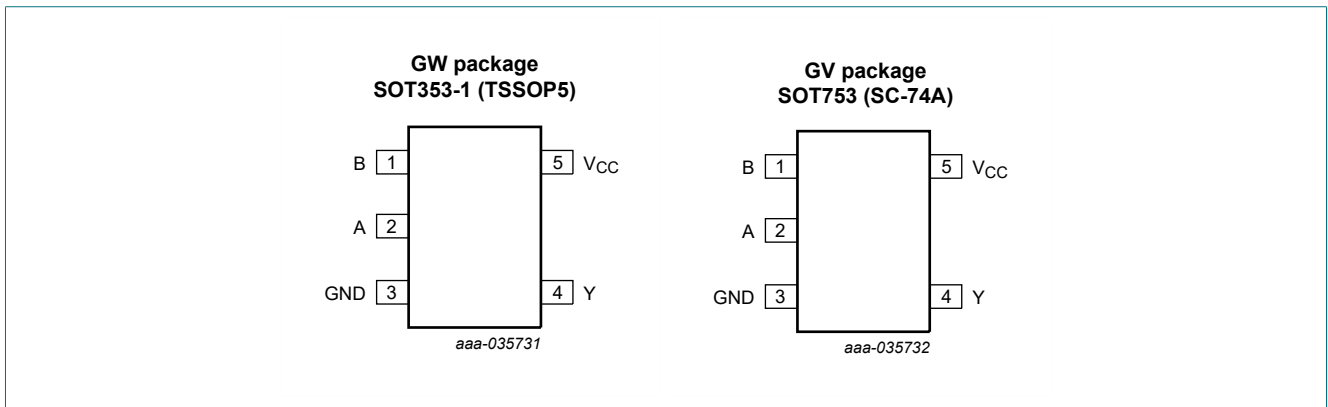 GW package
SOT353-1 (TSSOP5)
B 1
5 VCC
A 2
GND 3
4 Y
aaa-035731
GV package
SOT753 (SC-74A)
B 1
5 VCC
A 2
GND 3
4 Y
aaa-035732